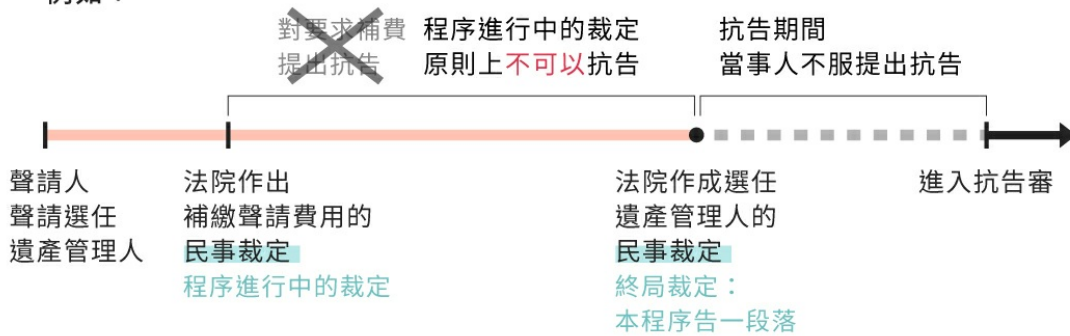 對要求補費
提出抗告
程序進行中的裁定
原則上不可以抗告
抗告期間
當事人不服提出抗告
聲請人
聲請選任
遺產管理人
法院作出
補繳聲請費用的
民事裁定
程序進行中的裁定
法院作成選任
遺產管理人的
民事裁定
終局裁定：
本程序告一段落
進入抗告審